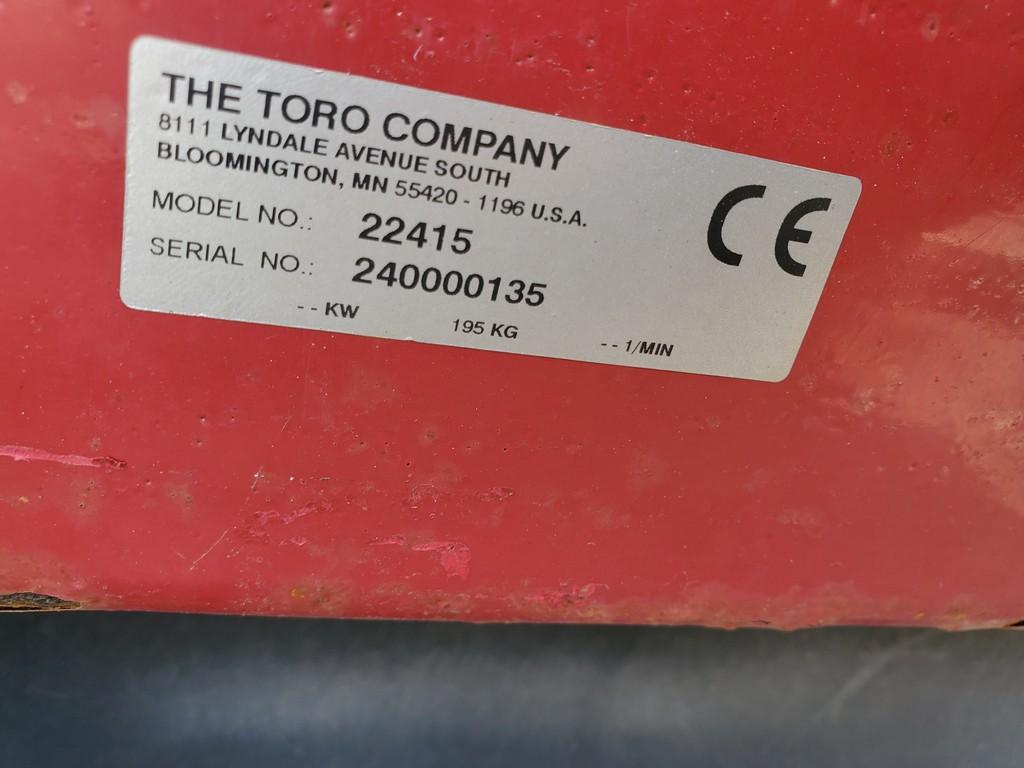 THE TORO COMPANY
8111 LYNDALE AVENUE SOUTH
BLOOMINGTON, MN 55420 - 1196 U.S.A.
MODEL NO.: 22415
SERIAL NO.: 240000135
- - KW 195 KG - - 1/MIN
CE